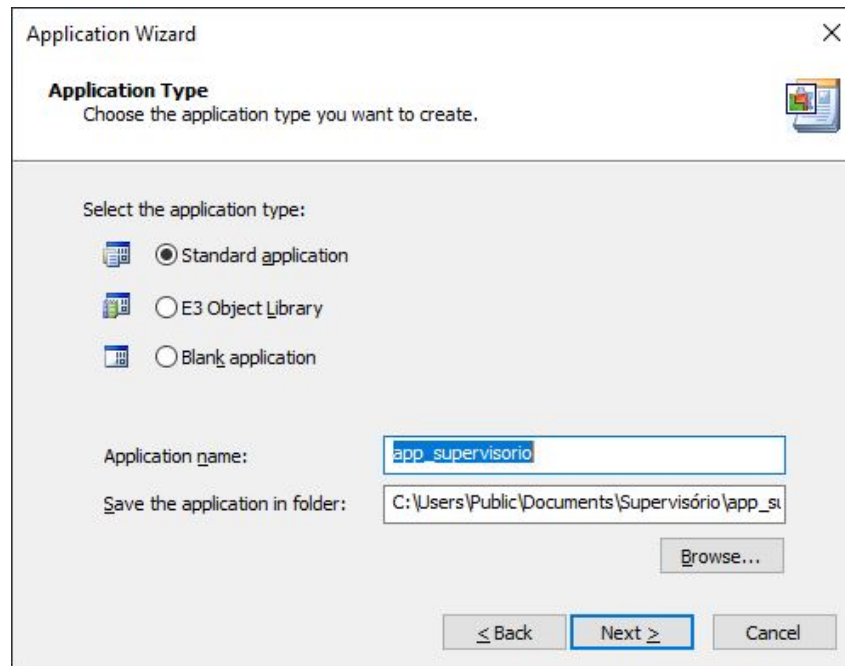 Application Wizard
Application Type
Choose the application type you want to create.
Select the application type:
Standard application
E3 Object Library
Blank application
Application name:
app_supervisorio
Save the application in folder:
C:\Users\Public\Documents\Supervisório\app_su
Browse...
< Back
Next >
Cancel